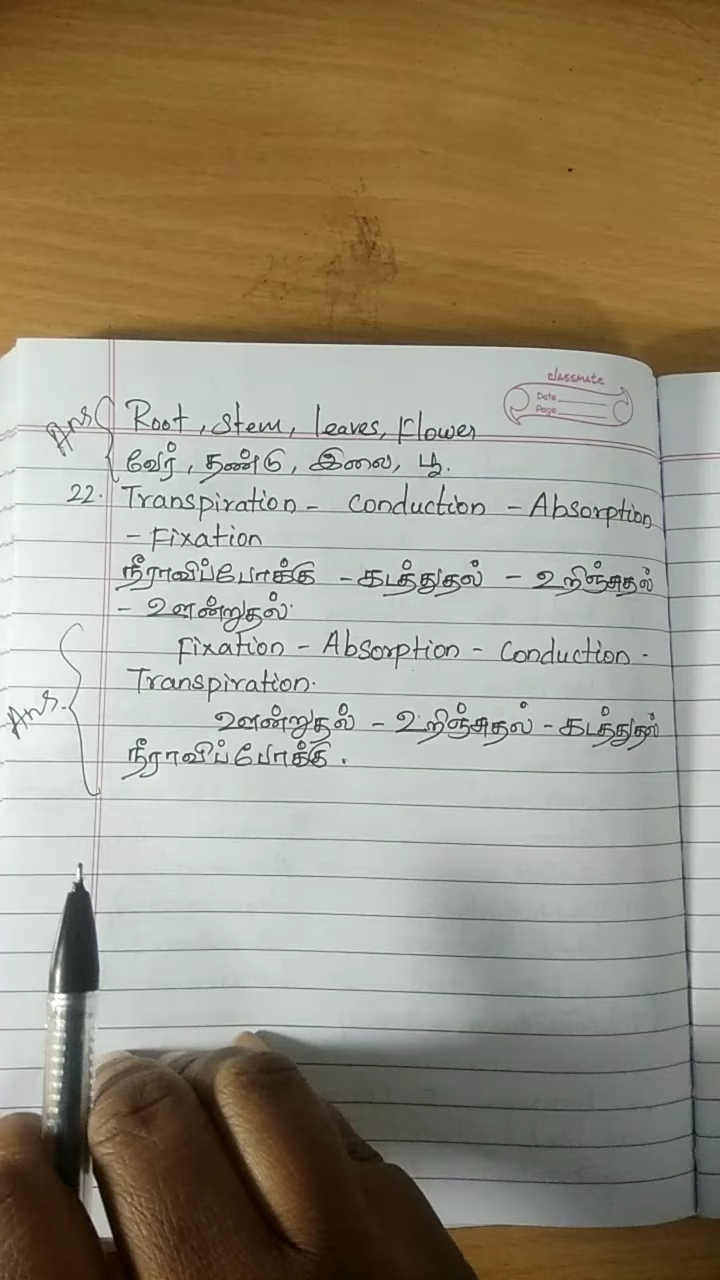 classmate
Date
Page
Ans { Root, Stem, leaves, Flower
வேர், தண்டு, இலை, பூ.
22. Transpiration - Conduction - Absorption
- Fixation
நீராவிப்போக்கு - கடத்துதல் - உறிஞ்சுதல்
- ஊன்றுதல்.
Fixation - Absorption - Conduction -
Ans. { Transpiration.
ஊன்றுதல் - உறிஞ்சுதல் - கடத்துதல்
நீராவிப்போக்கு.